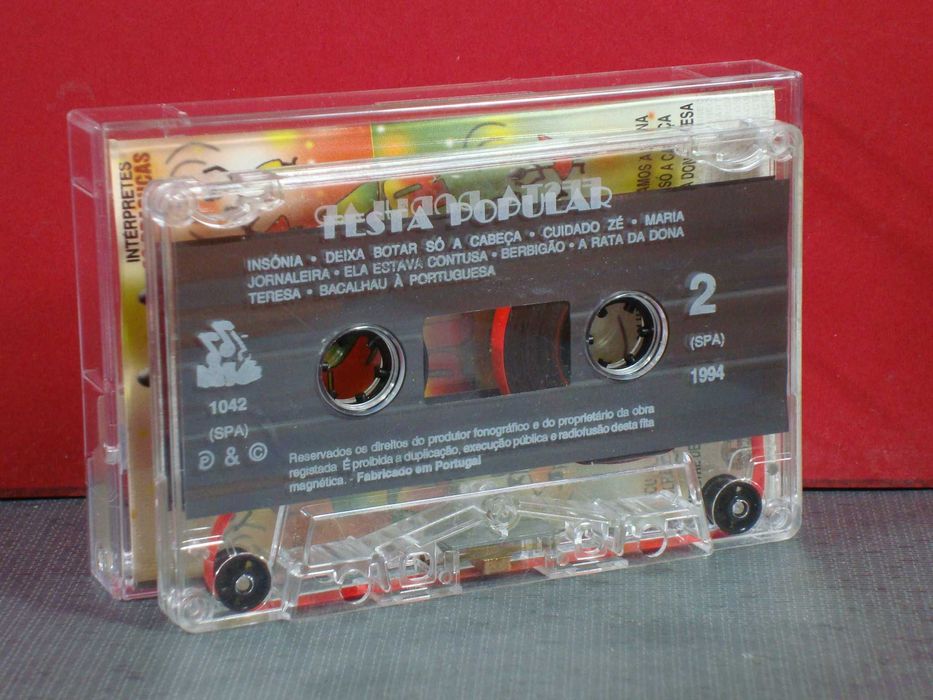 INTERPRETES
FESTA POPULAR
INSÓNIA • DEIXA BOTAR SÓ A CABEÇA • CUIDADO ZÉ • MARIA
JORNALEIRA • ELA ESTAVA CONTUSA • BERBIGÃO • A RATA DA DONA
TERESA • BACALHAU À PORTUGUESA
2
(SPA)
1994
1042
(SPA)
℗ & ©
Reservados os direitos do produtor fonográfico e do proprietário da obra
registada É proibida a duplicação, execução pública e radiofusão desta fita
magnética. - Fabricado em Portugal